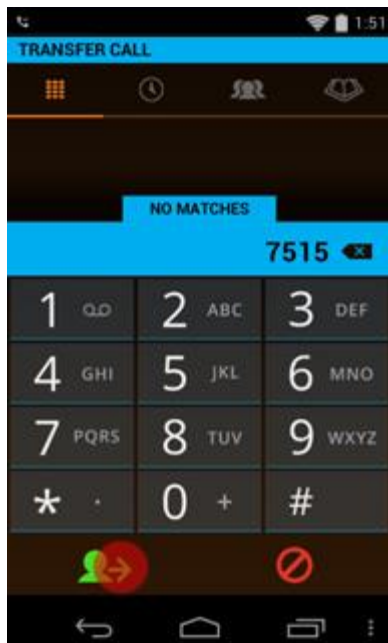 1:51
TRANSFER CALL
NO MATCHES
7515
1 2 ABC 3 DEF
4 GHI 5 JKL 6 MNO
7 PQRS 8 TUV 9 WXYZ
* · 0 + #